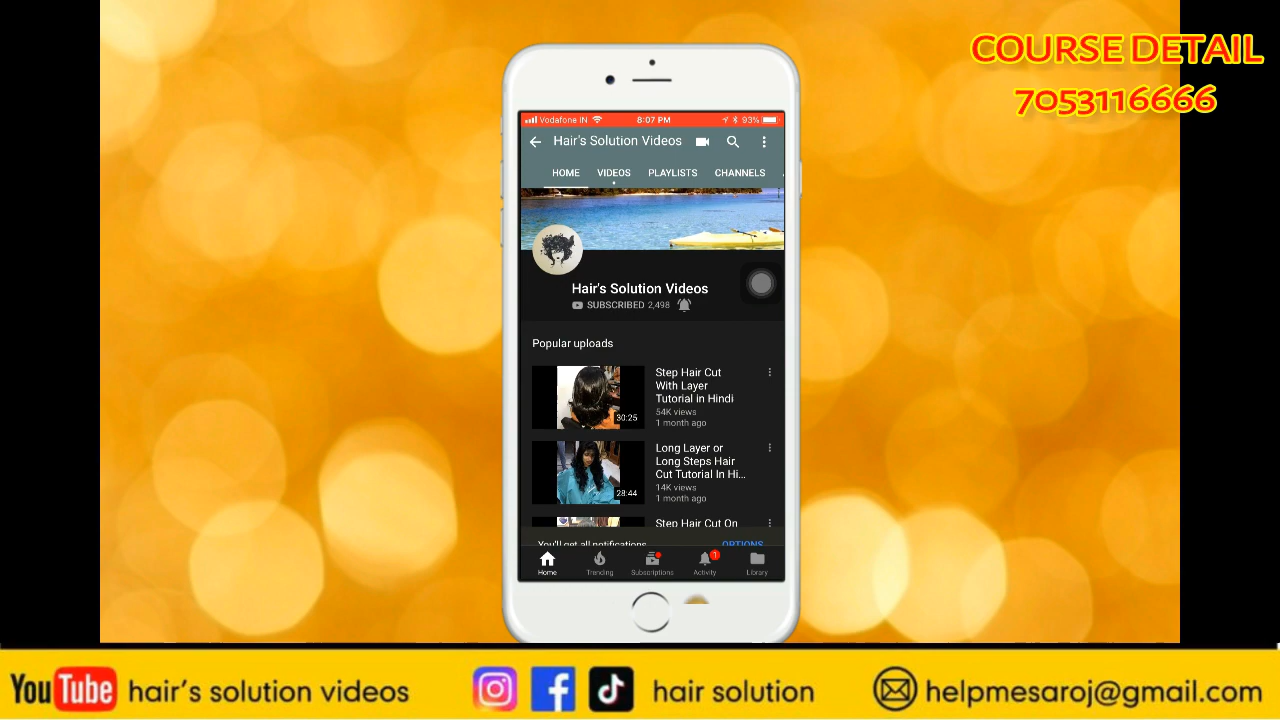 COURSE DETAIL
7053116666
Vodafone IN 8:07 PM 93%
Hair's Solution Videos
HOME VIDEOS PLAYLISTS CHANNELS
Hair's Solution Videos
SUBSCRIBED 2,498
Popular uploads
Step Hair Cut
With Layer
Tutorial in Hindi
54K views
1 month ago
30:25
Long Layer or
Long Steps Hair
Cut Tutorial In Hi...
14K views
1 month ago
28:44
Step Hair Cut On
You'll get all notifications OPTIONS
1
Home Trending Subscriptions Activity Library
YouTube hair's solution videos hair solution helpmesaroj@gmail.com